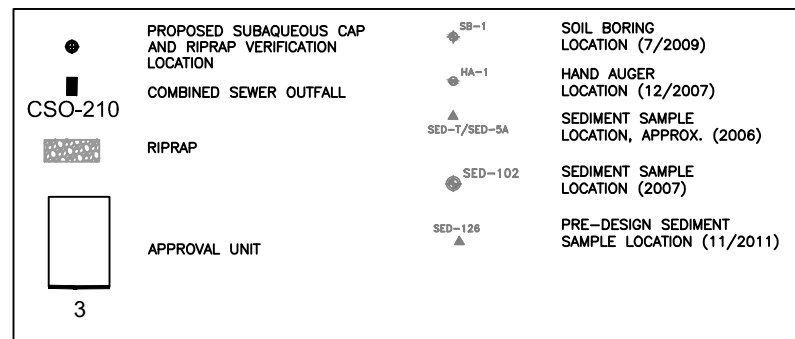 PROPOSED SUBAQUEOUS CAP
AND RIPRAP VERIFICATION
LOCATION
CSO-210
COMBINED SEWER OUTFALL
RIPRAP
APPROVAL UNIT
3
SB-1
SOIL BORING
LOCATION (7/2009)
HA-1
HAND AUGER
LOCATION (12/2007)
SED-T/SED-5A
SEDIMENT SAMPLE
LOCATION, APPROX. (2006)
SED-102
SEDIMENT SAMPLE
LOCATION (2007)
SED-126
PRE-DESIGN SEDIMENT
SAMPLE LOCATION (11/2011)